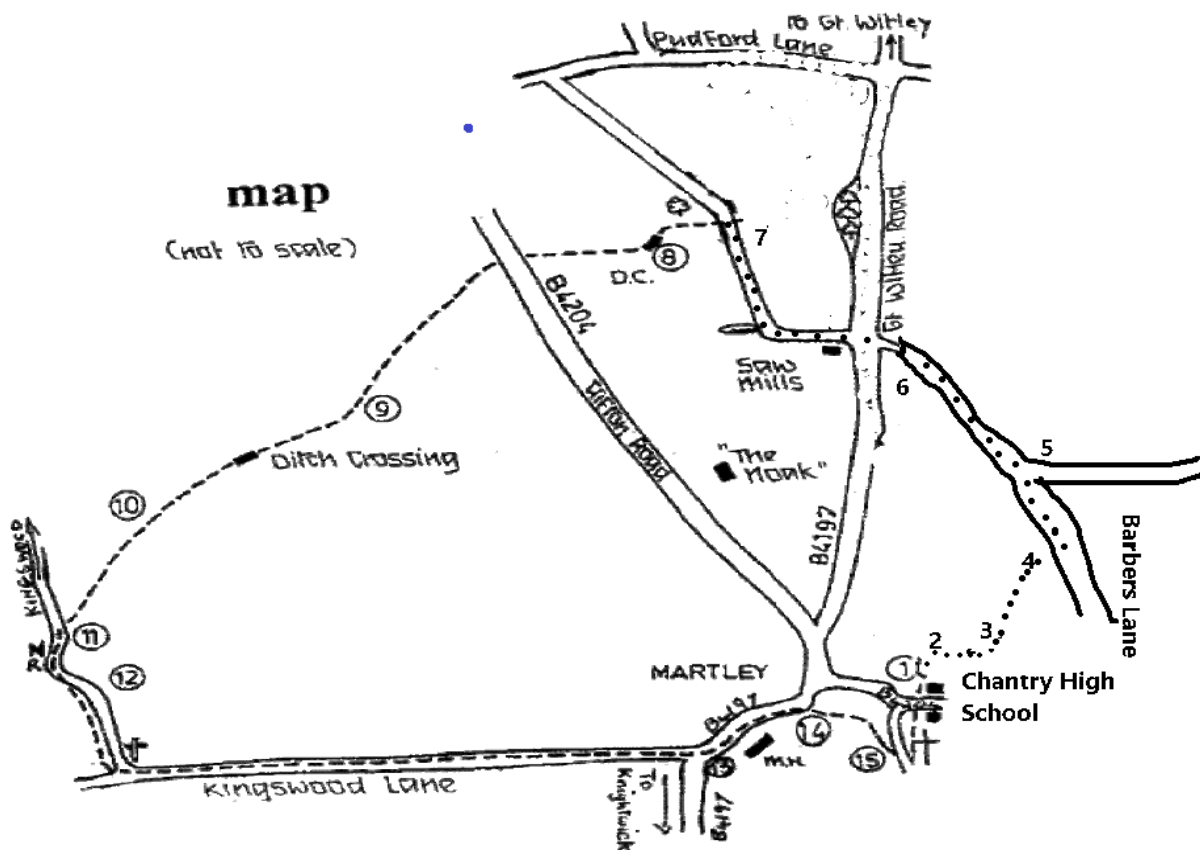 To Gt. Witley
Pudford Lane
map
(not to scale)
Gt Witley Road
7
8
D.C.
B4204
Saw
Mills
6
9
Clifton Road
"The
Noak"
5
Ditch Crossing
10
B4197
Barbers Lane
4
Kingswood
3
2
11
1
N
R
12
MARTLEY
Chantry High
School
B4197
14
M.H.
13
15
Kingswood Lane
To
Knightwick
B4197